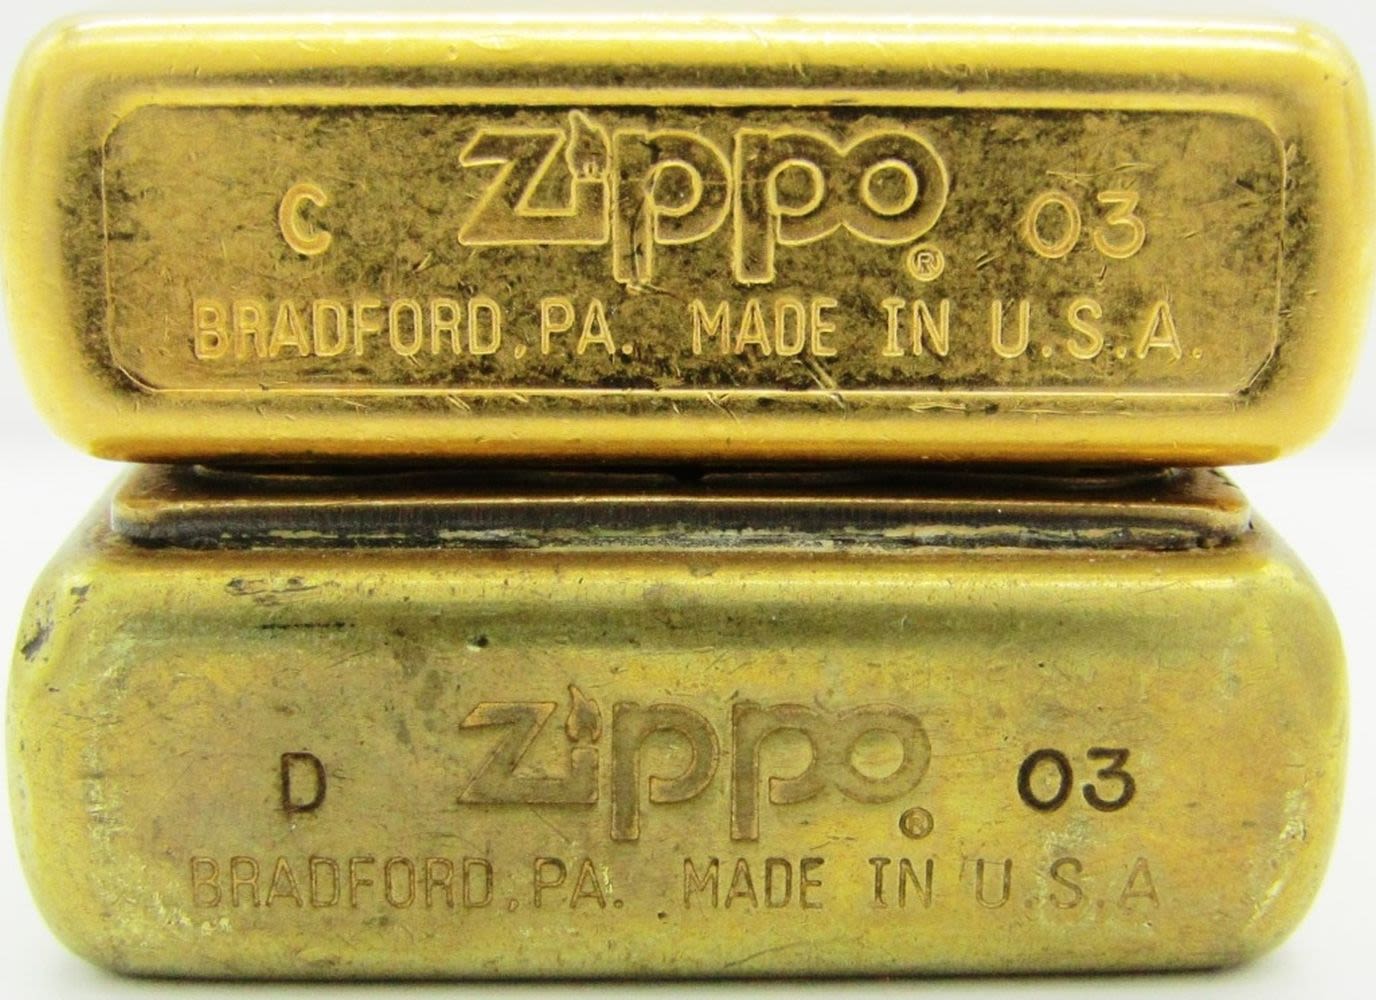 C Zippo® 03
BRADFORD, PA. MADE IN U.S.A.
D Zippo® 03
BRADFORD, PA. MADE IN U.S.A